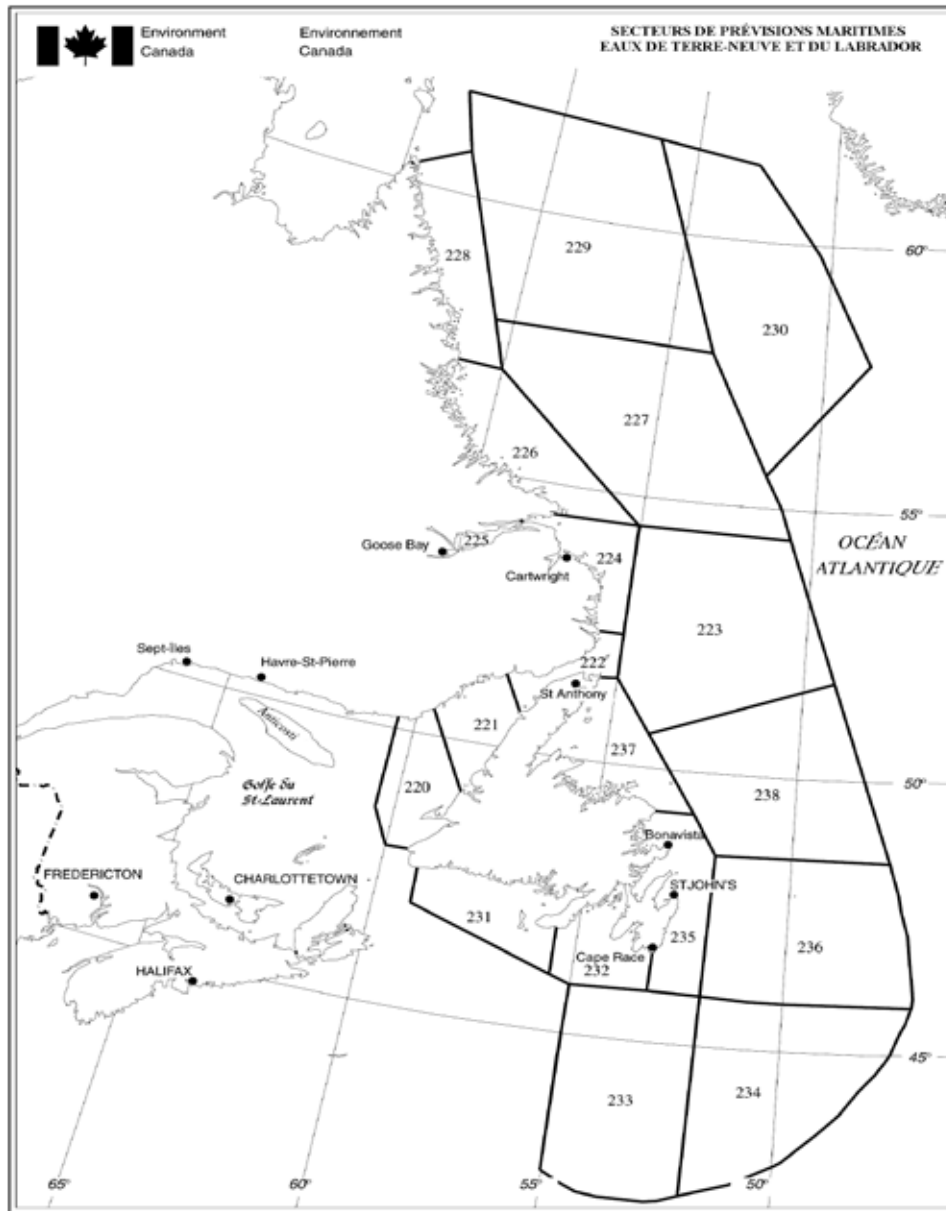 Environment
Canada
Environnement
Canada
SECTEURS DE PRÉVISIONS MARITIMES
EAUX DE TERRE-NEUVE ET DU LABRADOR
228
229
60°
230
227
226
55°
OCÉAN
ATLANTIQUE
Goose Bay
225
224
Cartwright
223
Sept-Îles
Havre-St-Pierre
222
St Anthony
221
Anticosti
237
Golfe du
St-Laurent
220
238
50°
Bonavista
FREDERICTON
CHARLOTTETOWN
STJOHN'S
231
235
236
Cape Race
232
HALIFAX
45°
233
234
65°
60°
55°
50°